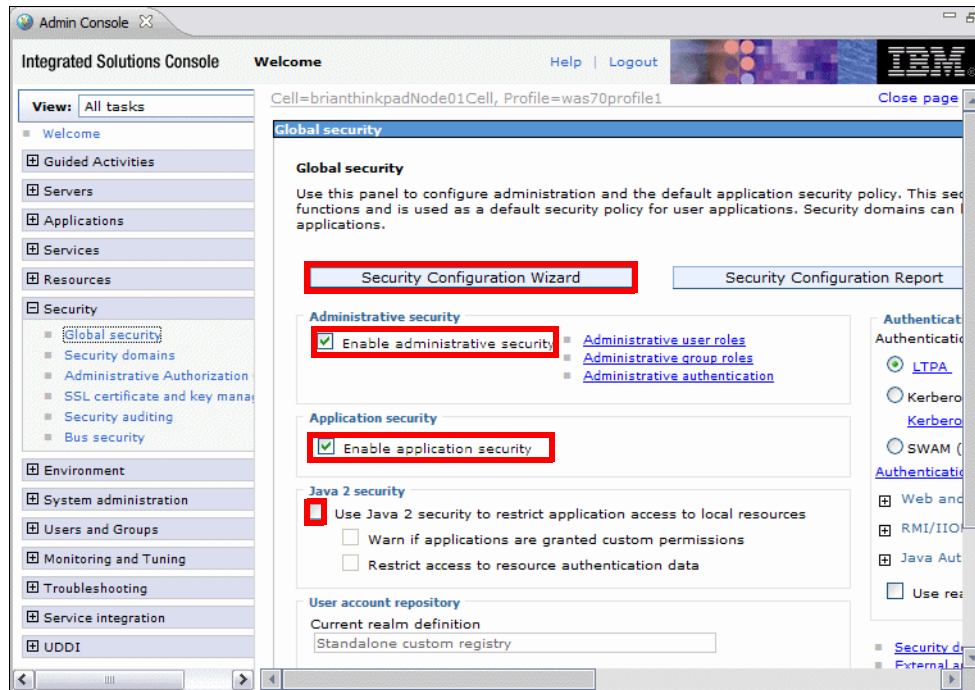 Admin Console
Integrated Solutions Console Welcome Help | Logout IBM
View: All tasks
Cell=brianthinkpadNode01Cell, Profile=was70profile1 Close page
Welcome
Guided Activities
Servers
Applications
Services
Resources
Security
Global security
Security domains
Administrative Authorization
SSL certificate and key
Security auditing
Bus security
Environment
System administration
Users and Groups
Monitoring and Tuning
Troubleshooting
Service integration
UDDI
Global security
Global security
Use this panel to configure administration and the default application security policy. This
functions and is used as a default security policy for user applications. Security domains can
applications.
Security Configuration Wizard Security Configuration Report
Administrative security
Enable administrative security
Administrative user roles
Administrative group roles
Administrative authentication
Application security
Enable application security
Java 2 security
Use Java 2 security to restrict application access to local resources
Warn if applications are granted custom permissions
Restrict access to resource authentication data
User account repository
Current realm definition
Standalone custom registry
Authenticat
Authenticatio
LTPA
Kerbero
Kerbero
SWAM (
Authenticatio
Web and
RMI/IIO
Java Aut
Use rea
Security d
External a